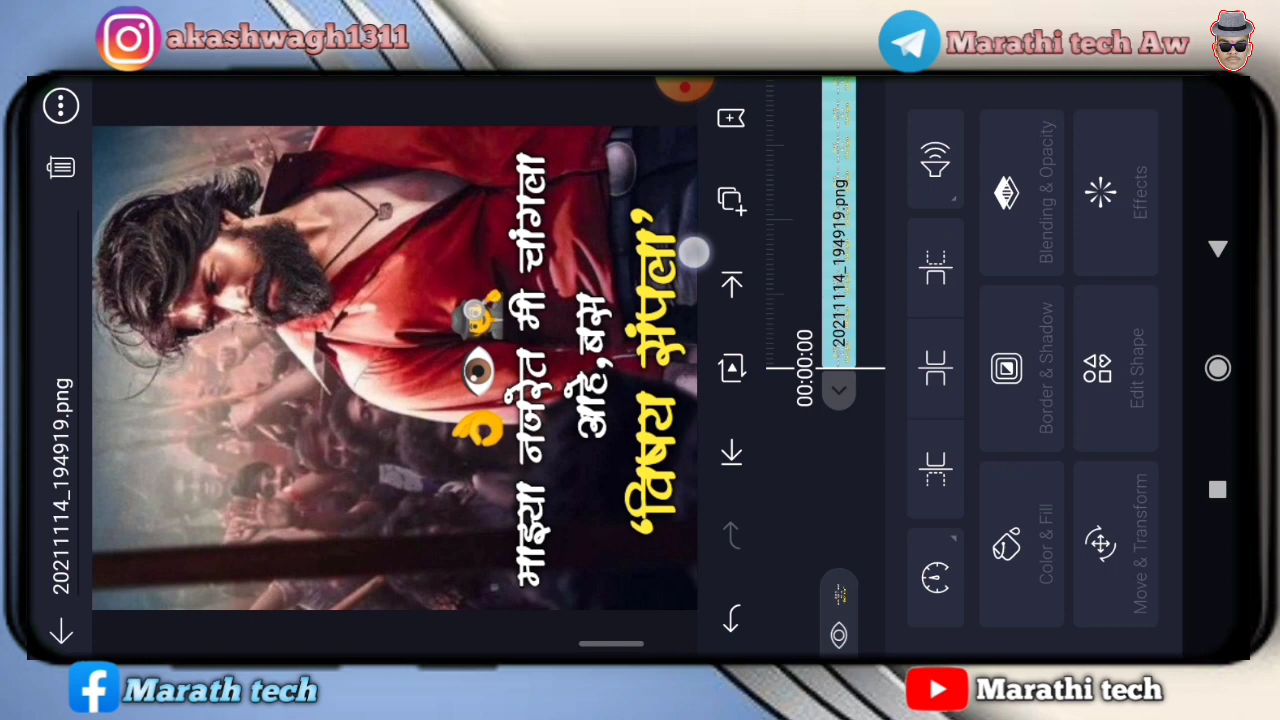 akashwagh1311
Marathi tech Aw
20211114_194919.png
माझ्या नजरेत मी चांगला
आहे,बस
‘विषय संपला’
00:00:00
20211114_194919.png
Color & Fill
Border & Shadow
Blending & Opacity
Move & Transform
Edit Shape
Effects
Marath tech
Marathi tech